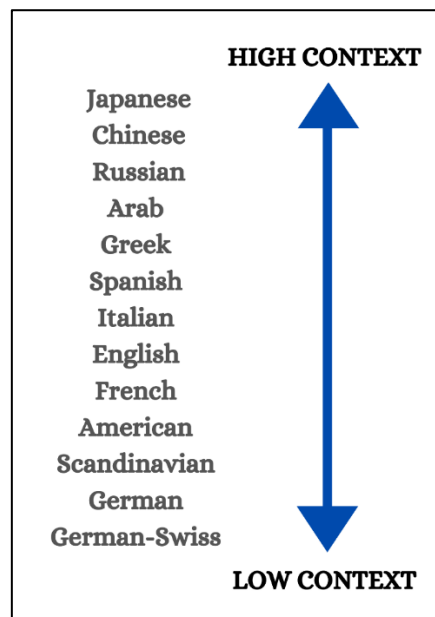 HIGH CONTEXT
Japanese
Chinese
Russian
Arab
Greek
Spanish
Italian
English
French
American
Scandinavian
German
German-Swiss
LOW CONTEXT